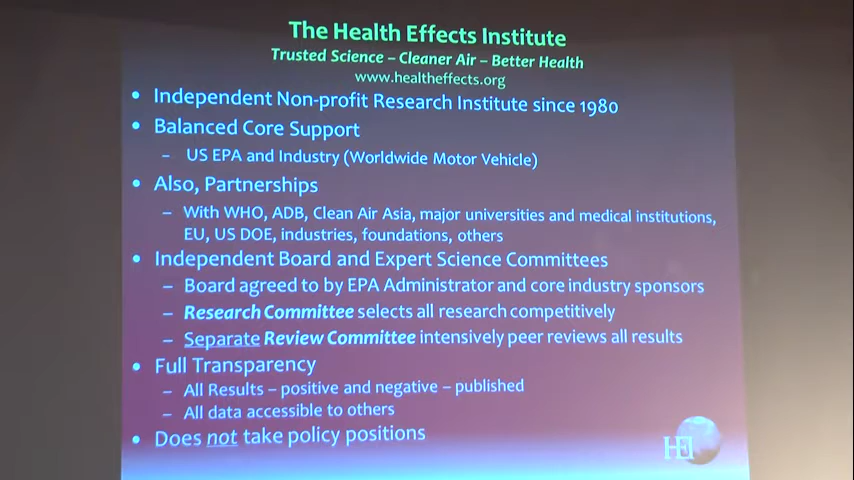 The Health Effects Institute
Trusted Science – Cleaner Air – Better Health
www.healtheffects.org
• Independent Non-profit Research Institute since 1980
• Balanced Core Support
– US EPA and Industry (Worldwide Motor Vehicle)
• Also, Partnerships
– With WHO, ADB, Clean Air Asia, major universities and medical institutions,
EU, US DOE, industries, foundations, others
• Independent Board and Expert Science Committees
– Board agreed to by EPA Administrator and core industry sponsors
– Research Committee selects all research competitively
– Separate Review Committee intensively peer reviews all results
• Full Transparency
– All Results – positive and negative – published
– All data accessible to others
• Does not take policy positions
HEI